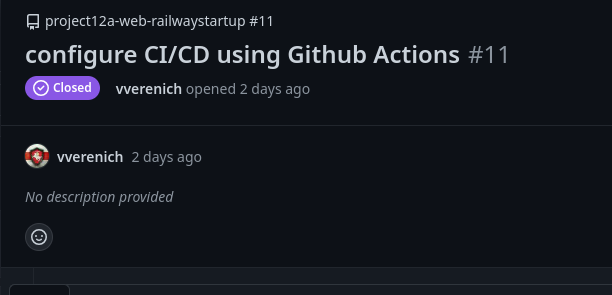 project12a-web-railwaystartup #11
configure CI/CD using Github Actions #11
Closed vverenich opened 2 days ago
vverenich 2 days ago
No description provided